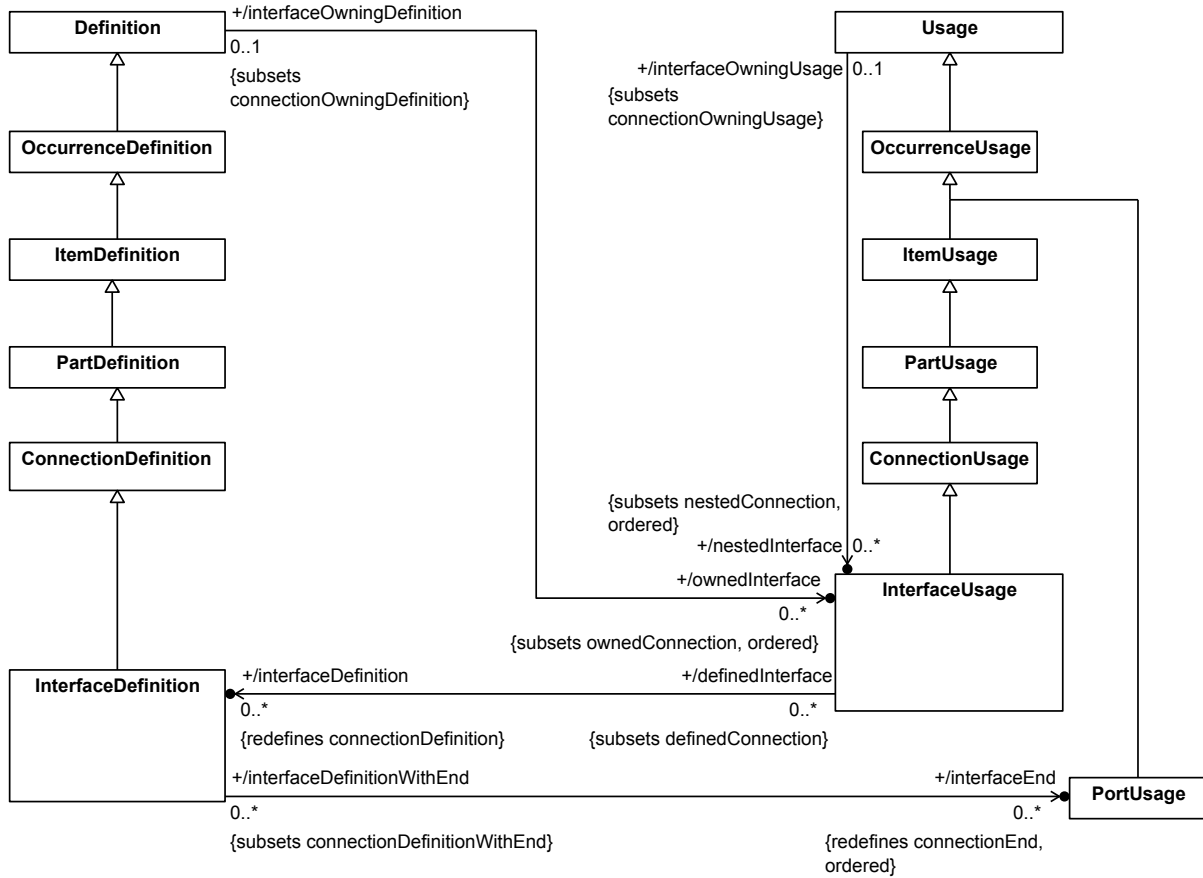 +/interfaceOwningDefinition
Definition
0..1
{subsets
connectionOwningDefinition}
Usage
+/interfaceOwningUsage
0..1
{subsets
connectionOwningUsage}
OccurrenceDefinition
OccurrenceUsage
ItemDefinition
ItemUsage
PartDefinition
PartUsage
ConnectionDefinition
ConnectionUsage
{subsets nestedConnection,
ordered}
+/nestedInterface
0..*
+/ownedInterface
0..*
{subsets ownedConnection, ordered}
InterfaceUsage
InterfaceDefinition
+/interfaceDefinition
0..*
{redefines connectionDefinition}
+/definedInterface
0..*
{subsets definedConnection}
+/interfaceDefinitionWithEnd
0..*
{subsets connectionDefinitionWithEnd}
+/interfaceEnd
0..*
{redefines connectionEnd,
ordered}
PortUsage